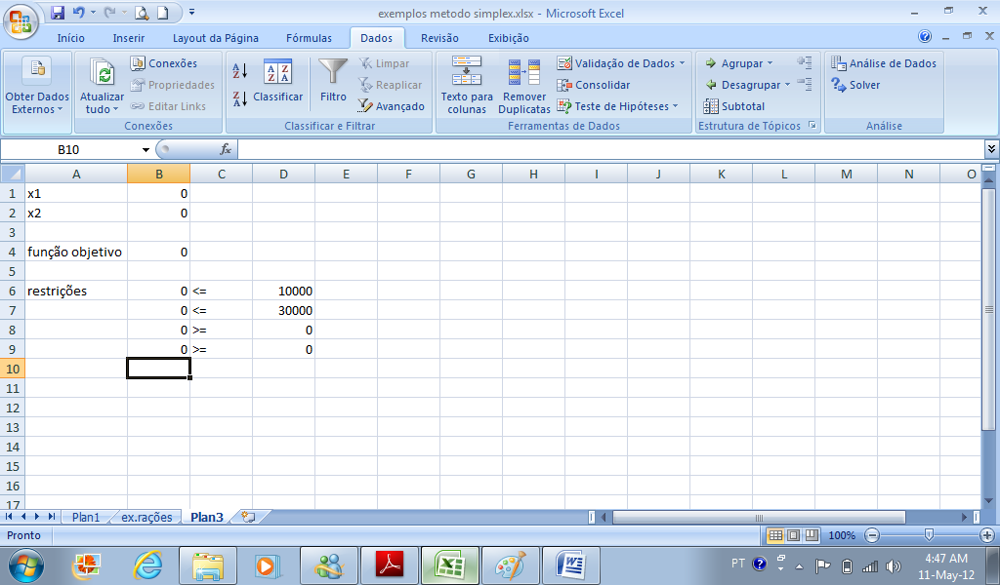 exemplos metodo simplex.xlsx - Microsoft Excel
Início Inserir Layout da Página Fórmulas Dados Revisão Exibição
Obter Dados Externos
Atualizar tudo
Conexões
Propriedades
Editar Links
Conexões
Classificar
Filtro
Limpar
Reaplicar
Avançado
Classificar e Filtrar
Texto para colunas
Remover Duplicatas
Validação de Dados
Consolidar
Teste de Hipóteses
Ferramentas de Dados
Agrupar
Desagrupar
Subtotal
Estrutura de Tópicos
Análise de Dados
Solver
Análise
B10 fx
A B C D E F G H I J K L M N O
1 x1 0
2 x2 0
3
4 função objetivo 0
5
6 restrições 0 <= 10000
7 0 <= 30000
8 0 >= 0
9 0 >= 0
10
11
12
13
14
15
16
17
Plan1 ex.rações Plan3
Pronto 100%
PT 4:47 AM
11-May-12